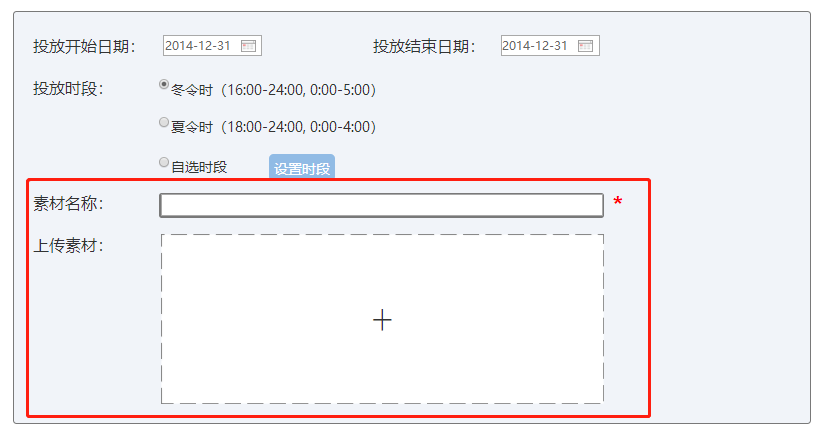 投放开始日期： 2014-12-31 投放结束日期： 2014-12-31
投放时段： 冬令时（16:00-24:00, 0:00-5:00）
夏令时（18:00-24:00, 0:00-4:00）
自选时段 设置时段
素材名称： *
上传素材：